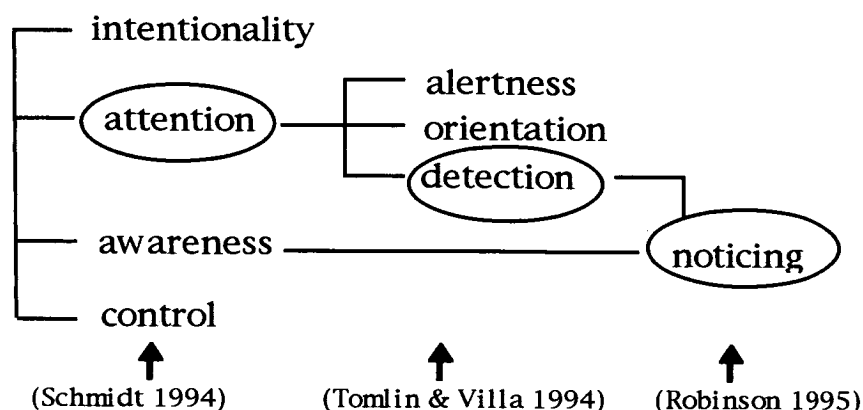 intentionality
alertness
attention
orientation
detection
awareness
noticing
control
(Schmidt 1994) (Tomlin & Villa 1994) (Robinson 1995)